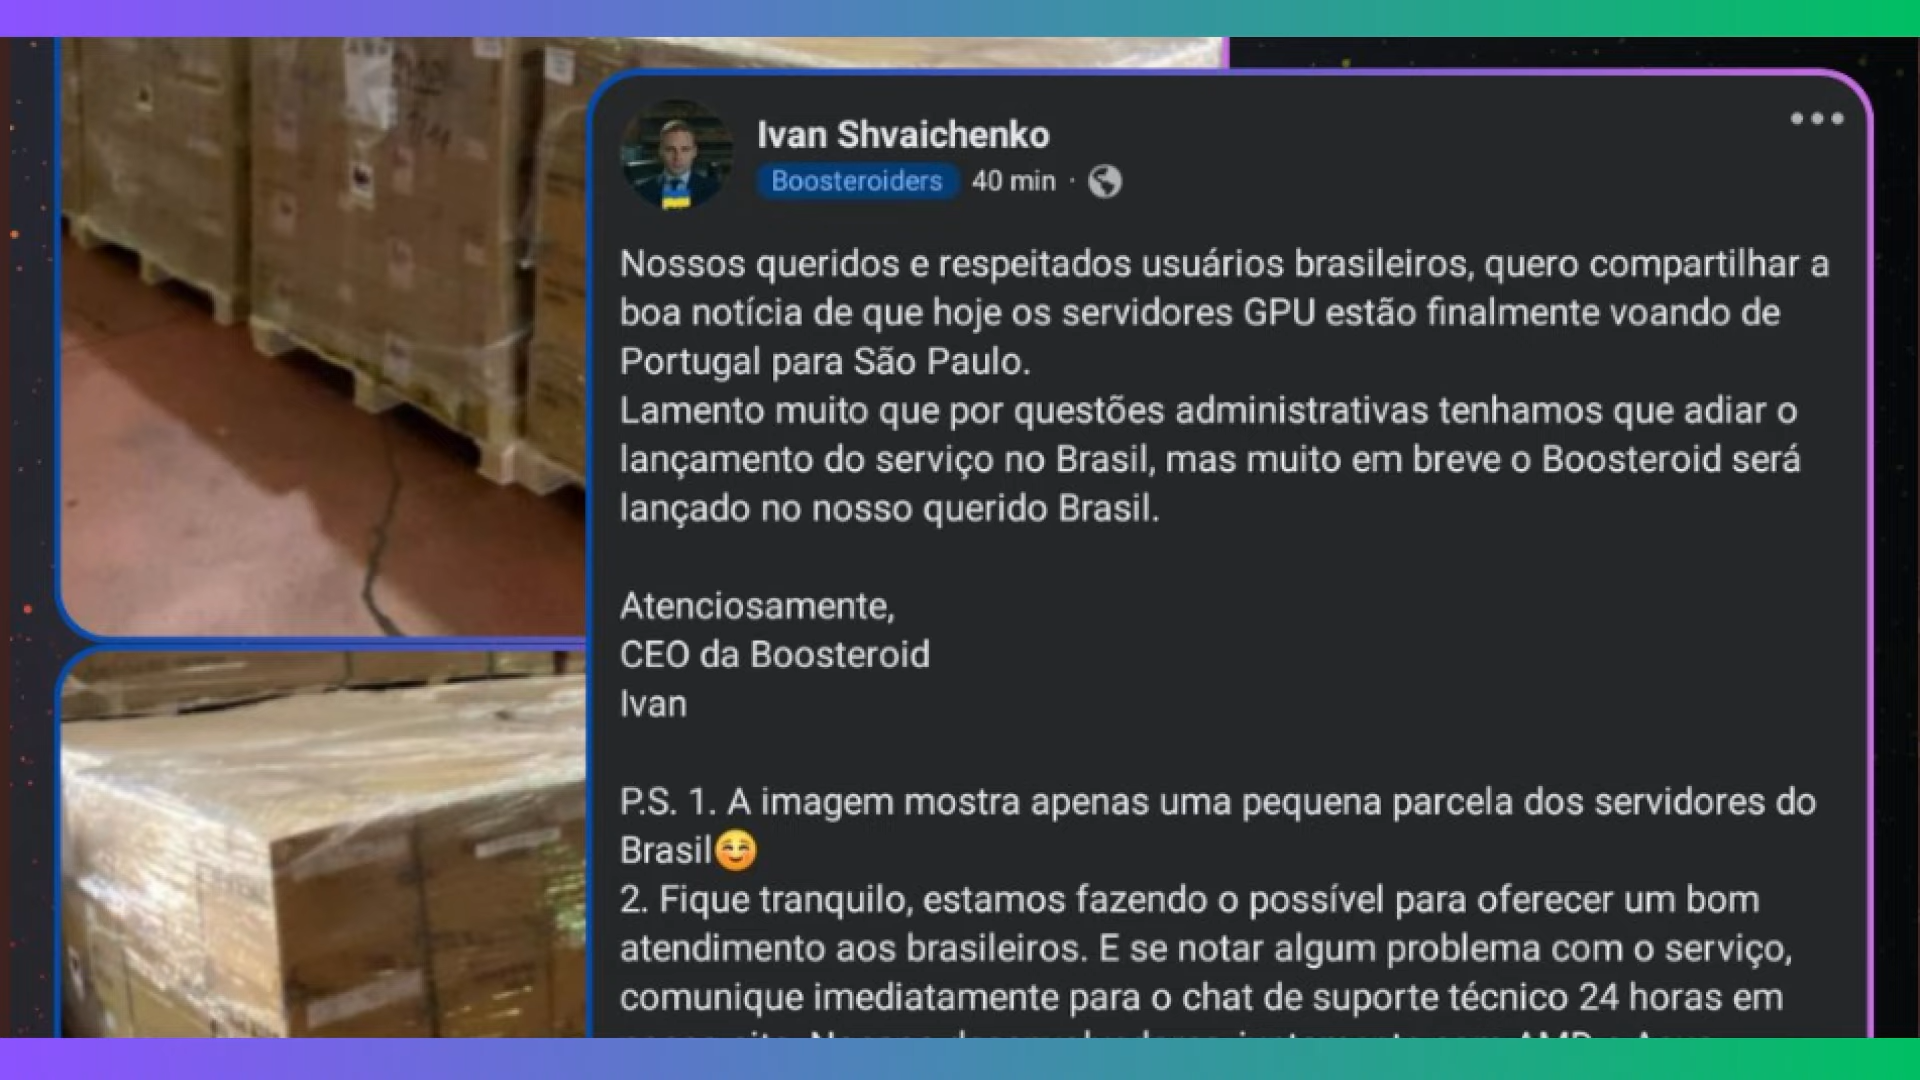 Ivan Shvaichenko
Boosteroiders 40 min ·
Nossos queridos e respeitados usuários brasileiros, quero compartilhar a
boa notícia de que hoje os servidores GPU estão finalmente voando de
Portugal para São Paulo.
Lamento muito que por questões administrativas tenhamos que adiar o
lançamento do serviço no Brasil, mas muito em breve o Boosteroid será
lançado no nosso querido Brasil.
Atenciosamente,
CEO da Boosteroid
Ivan
P.S. 1. A imagem mostra apenas uma pequena parcela dos servidores do
Brasil☺️
2. Fique tranquilo, estamos fazendo o possível para oferecer um bom
atendimento aos brasileiros. E se notar algum problema com o serviço,
comunique imediatamente para o chat de suporte técnico 24 horas em